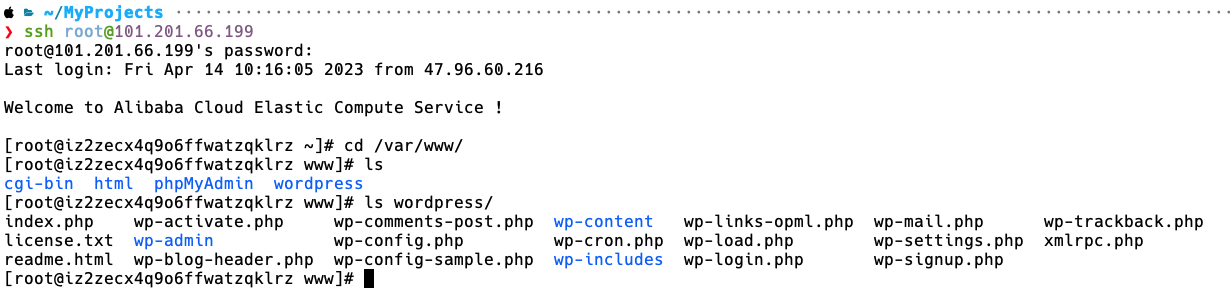 ~/MyProjects
❯ ssh root@101.201.66.199
root@101.201.66.199's password:
Last login: Fri Apr 14 10:16:05 2023 from 47.96.60.216
Welcome to Alibaba Cloud Elastic Compute Service !
[root@iz2zecx4q9o6ffwatzqklrz ~]# cd /var/www/
[root@iz2zecx4q9o6ffwatzqklrz www]# ls
cgi-bin  html  phpMyAdmin  wordpress
[root@iz2zecx4q9o6ffwatzqklrz www]# ls wordpress/
index.php    wp-activate.php     wp-comments-post.php  wp-content   wp-links-opml.php  wp-mail.php      wp-trackback.php
license.txt  wp-admin            wp-config.php         wp-cron.php  wp-load.php        wp-settings.php  xmlrpc.php
readme.html  wp-blog-header.php  wp-config-sample.php  wp-includes  wp-login.php       wp-signup.php
[root@iz2zecx4q9o6ffwatzqklrz www]#